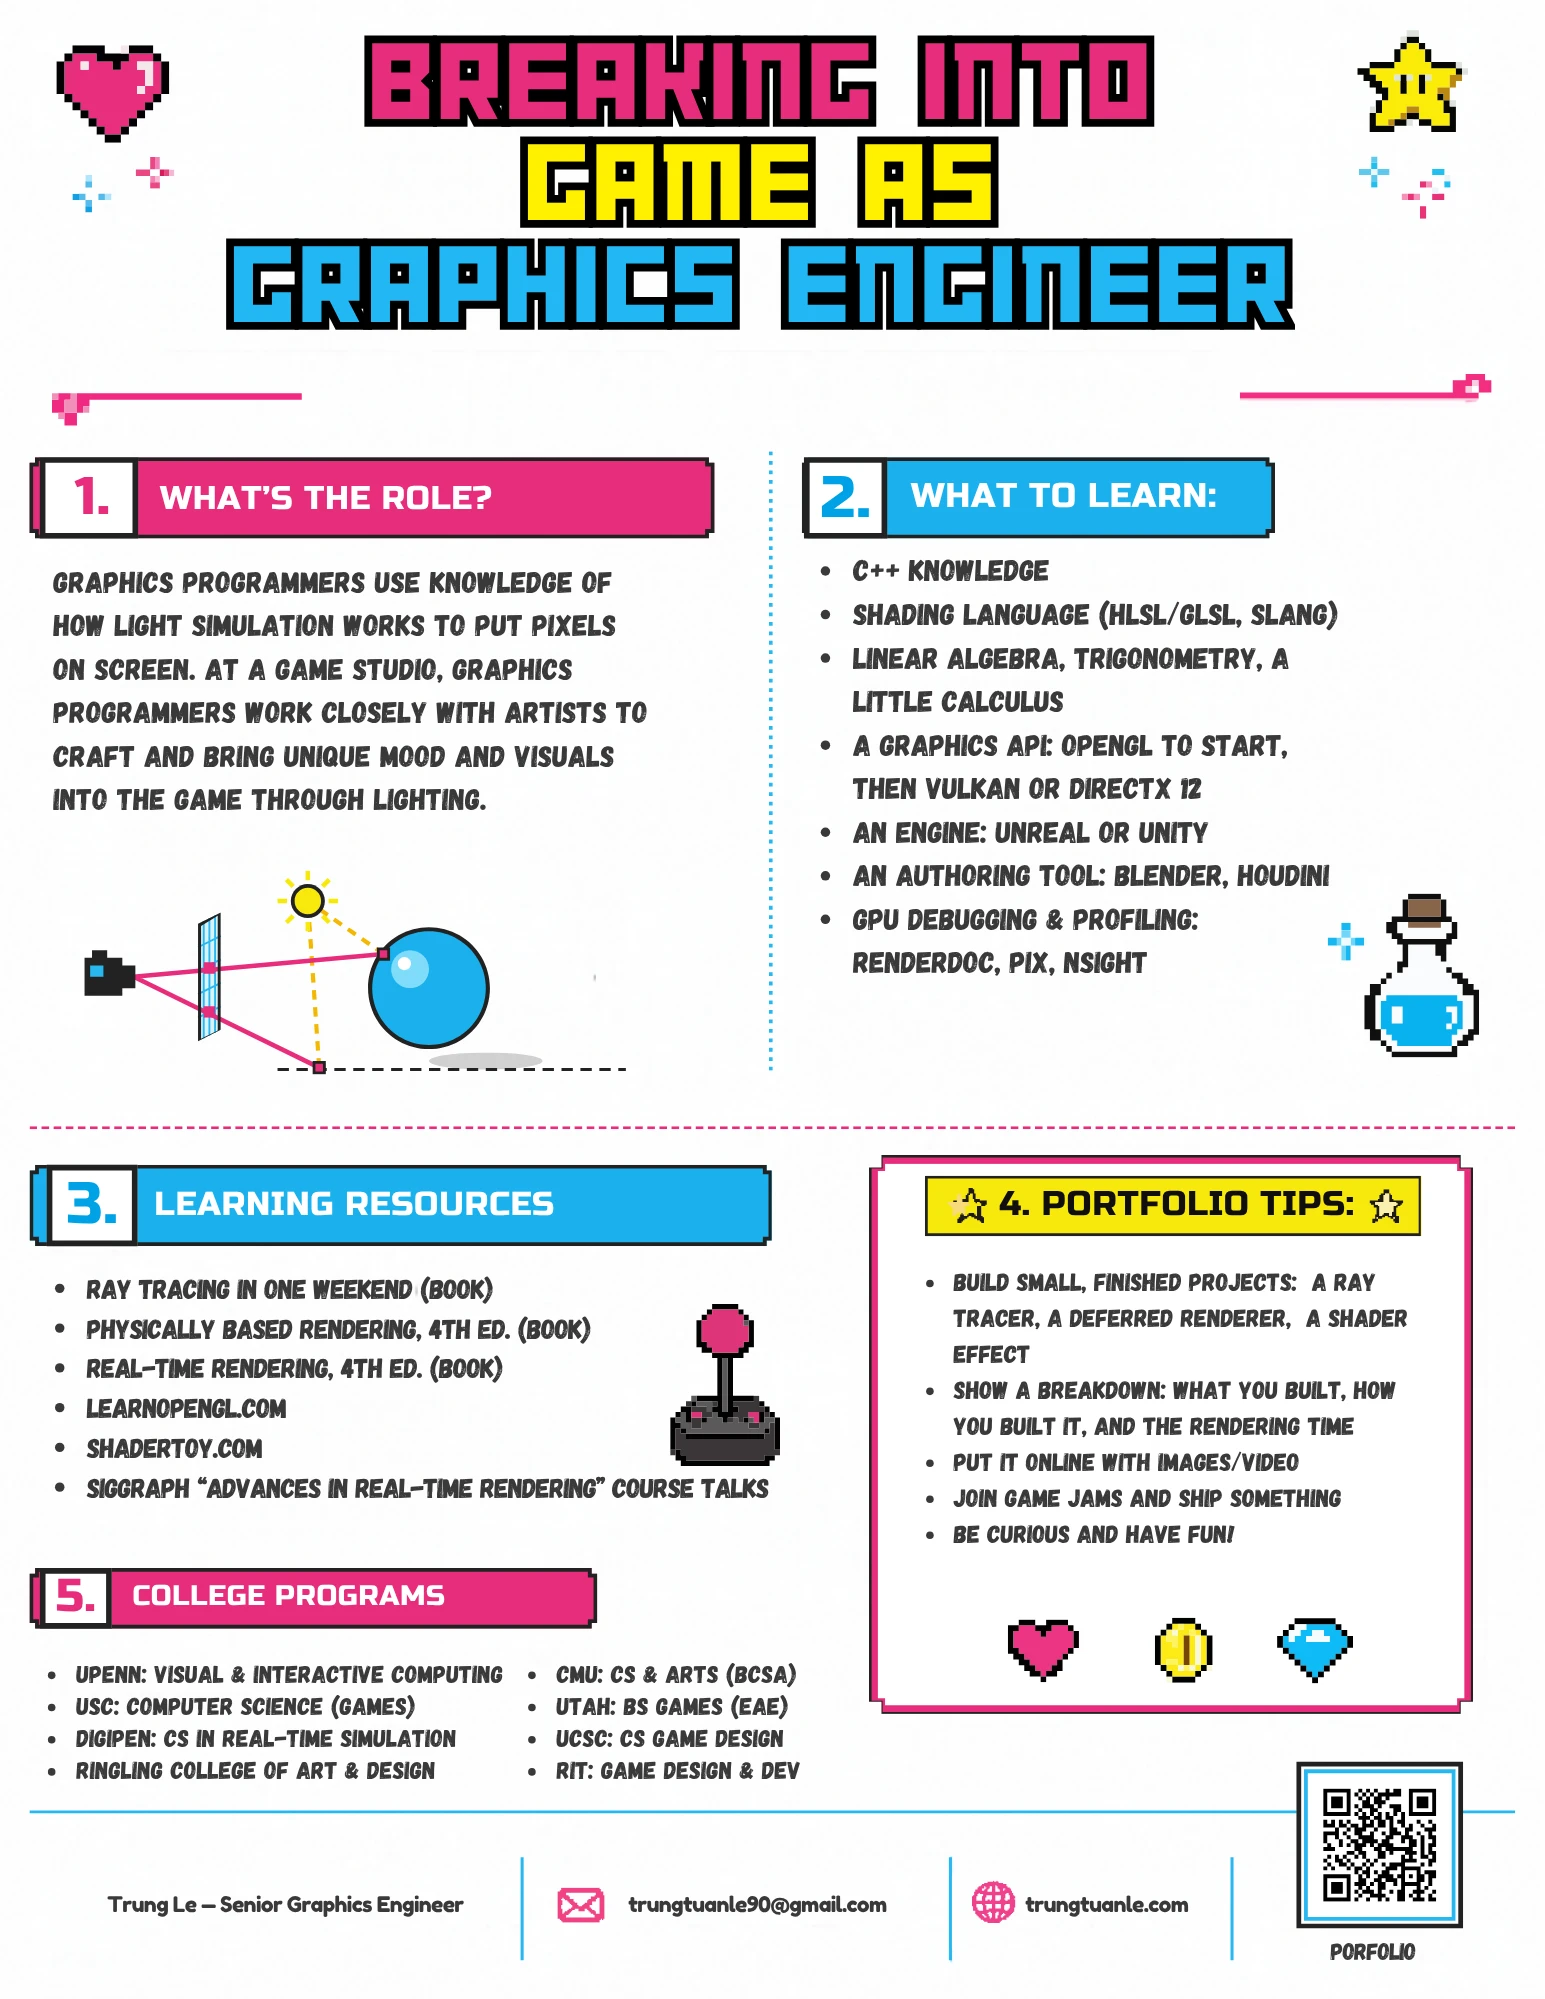 BREAKING INTO
GAME AS
GRAPHICS ENGINEER
1. WHAT'S THE ROLE?
GRAPHICS PROGRAMMERS USE KNOWLEDGE OF
HOW LIGHT SIMULATION WORKS TO PUT PIXELS
ON SCREEN. AT A GAME STUDIO, GRAPHICS
PROGRAMMERS WORK CLOSELY WITH ARTISTS TO
CRAFT AND BRING UNIQUE MOOD AND VISUALS
INTO THE GAME THROUGH LIGHTING.
2. WHAT TO LEARN:
• C++ KNOWLEDGE
• SHADING LANGUAGE (HLSL/GLSL, SLANG)
• LINEAR ALGEBRA, TRIGONOMETRY, A
LITTLE CALCULUS
• A GRAPHICS API: OPENGL TO START,
THEN VULKAN OR DIRECTX 12
• AN ENGINE: UNREAL OR UNITY
• AN AUTHORING TOOL: BLENDER, HOUDINI
• GPU DEBUGGING & PROFILING:
RENDERDOC, PIX, NSIGHT
3. LEARNING RESOURCES
• RAY TRACING IN ONE WEEKEND (BOOK)
• PHYSICALLY BASED RENDERING, 4TH ED. (BOOK)
• REAL-TIME RENDERING, 4TH ED. (BOOK)
• LEARNOPENGL.COM
• SHADERTOY.COM
• SIGGRAPH “ADVANCES IN REAL-TIME RENDERING” COURSE TALKS
4. PORTFOLIO TIPS:
• BUILD SMALL, FINISHED PROJECTS: A RAY
TRACER, A DEFERRED RENDERER, A SHADER
EFFECT
• SHOW A BREAKDOWN: WHAT YOU BUILT, HOW
YOU BUILT IT, AND THE RENDERING TIME
• PUT IT ONLINE WITH IMAGES/VIDEO
• JOIN GAME JAMS AND SHIP SOMETHING
• BE CURIOUS AND HAVE FUN!
5. COLLEGE PROGRAMS
• UPENN: VISUAL & INTERACTIVE COMPUTING
• USC: COMPUTER SCIENCE (GAMES)
• DIGIPEN: CS IN REAL-TIME SIMULATION
• RINGLING COLLEGE OF ART & DESIGN
• CMU: CS & ARTS (BCSA)
• UTAH: BS GAMES (EAE)
• UCSC: CS GAME DESIGN
• RIT: GAME DESIGN & DEV
Trung Le – Senior Graphics Engineer
trungtuanle90@gmail.com
trungtuanle.com
PORFOLIO